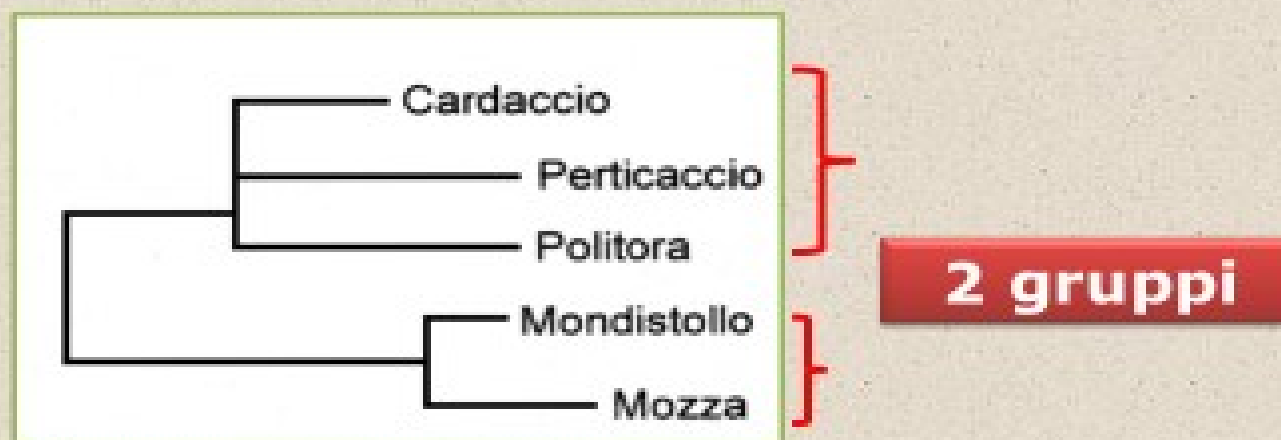 Cardaccio
Perticaccio
Politora
2 gruppi
Mondistollo
Mozza